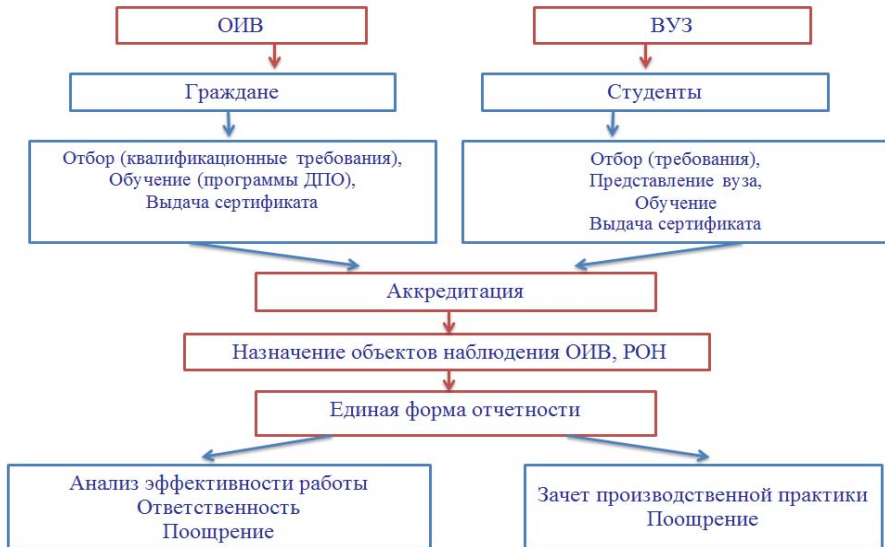 ОИВ
ВУЗ
Граждане
Студенты
Отбор (квалификационные требования),
Обучение (программы ДПО),
Выдача сертификата
Отбор (требования),
Представление вуза,
Обучение
Выдача сертификата
Аккредитация
Назначение объектов наблюдения ОИВ, РОН
Единая форма отчетности
Анализ эффективности работы
Ответственность
Поощрение
Зачет производственной практики
Поощрение